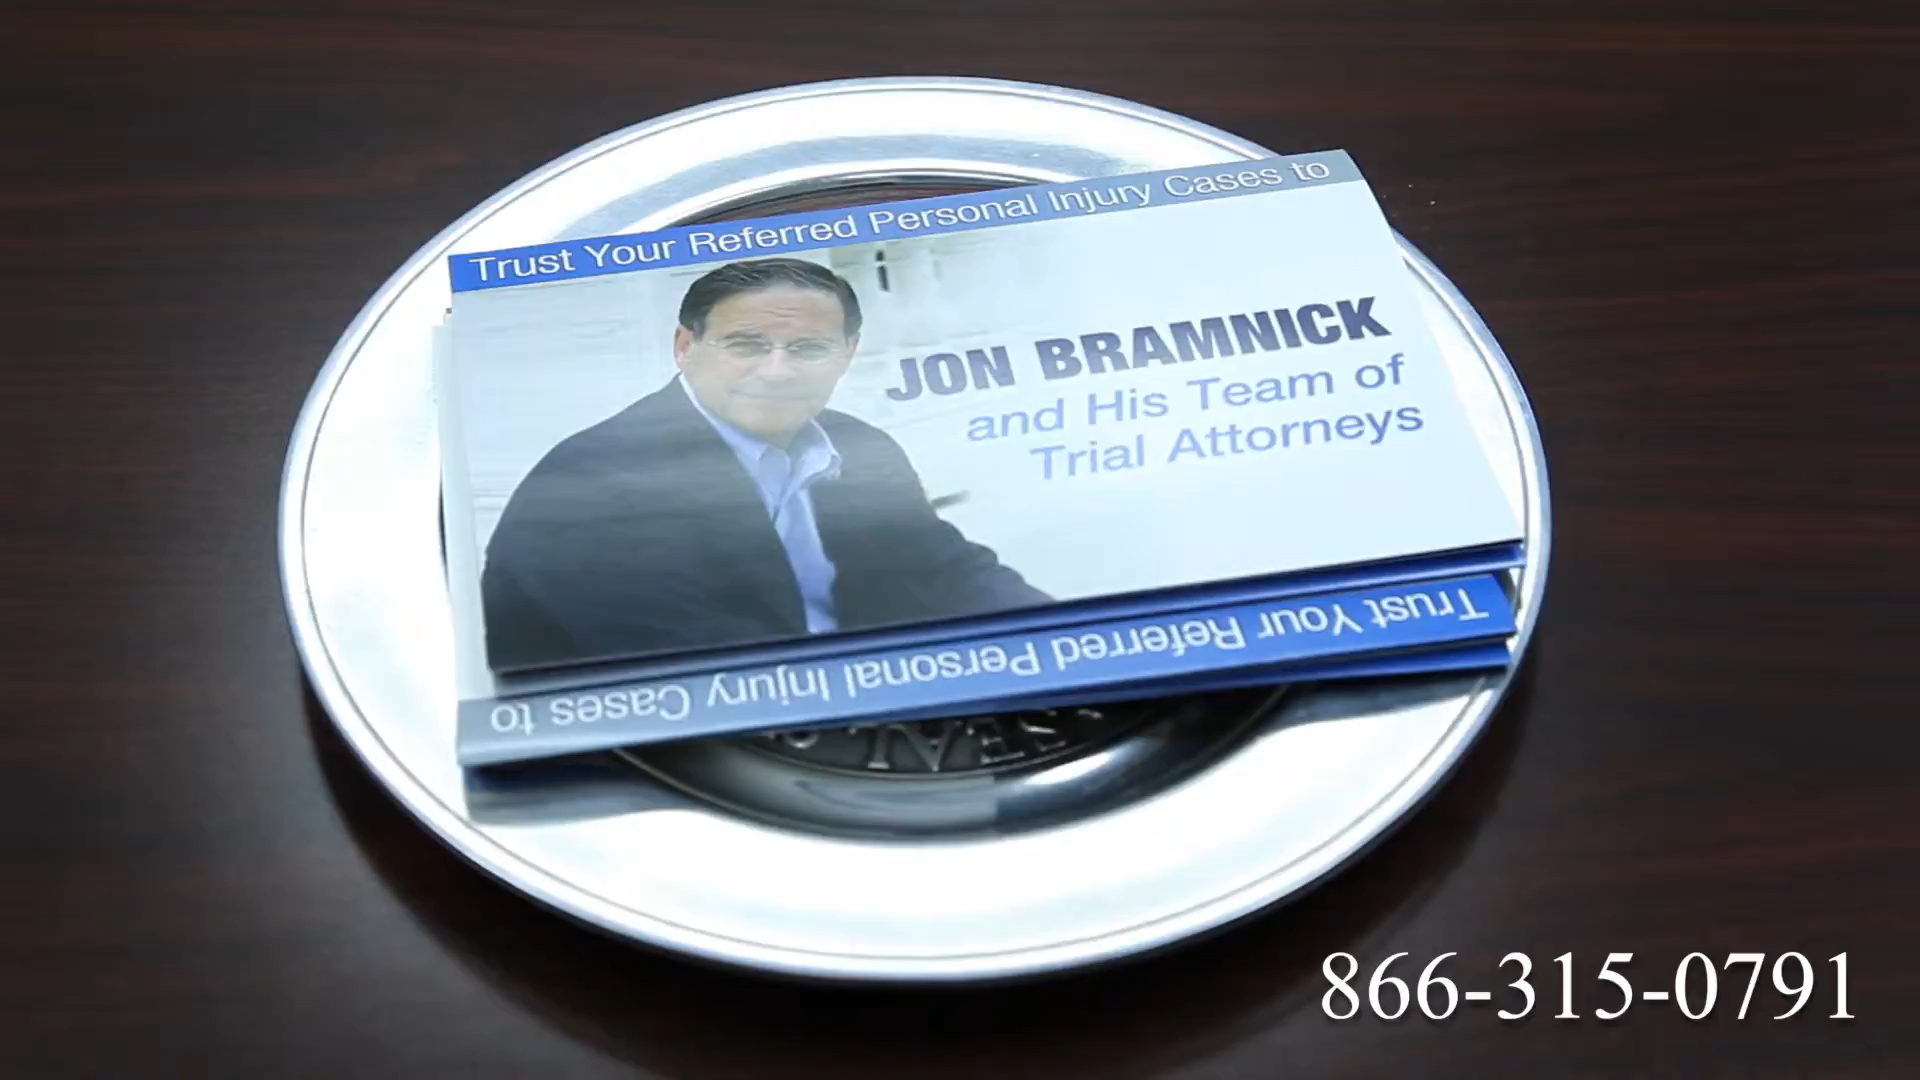 Trust Your Referred Personal Injury Cases to
JON BRAMNICK
and His Team of
Trial Attorneys
Trust Your Referred Personal Injury Cases to
SEAL
866-315-0791